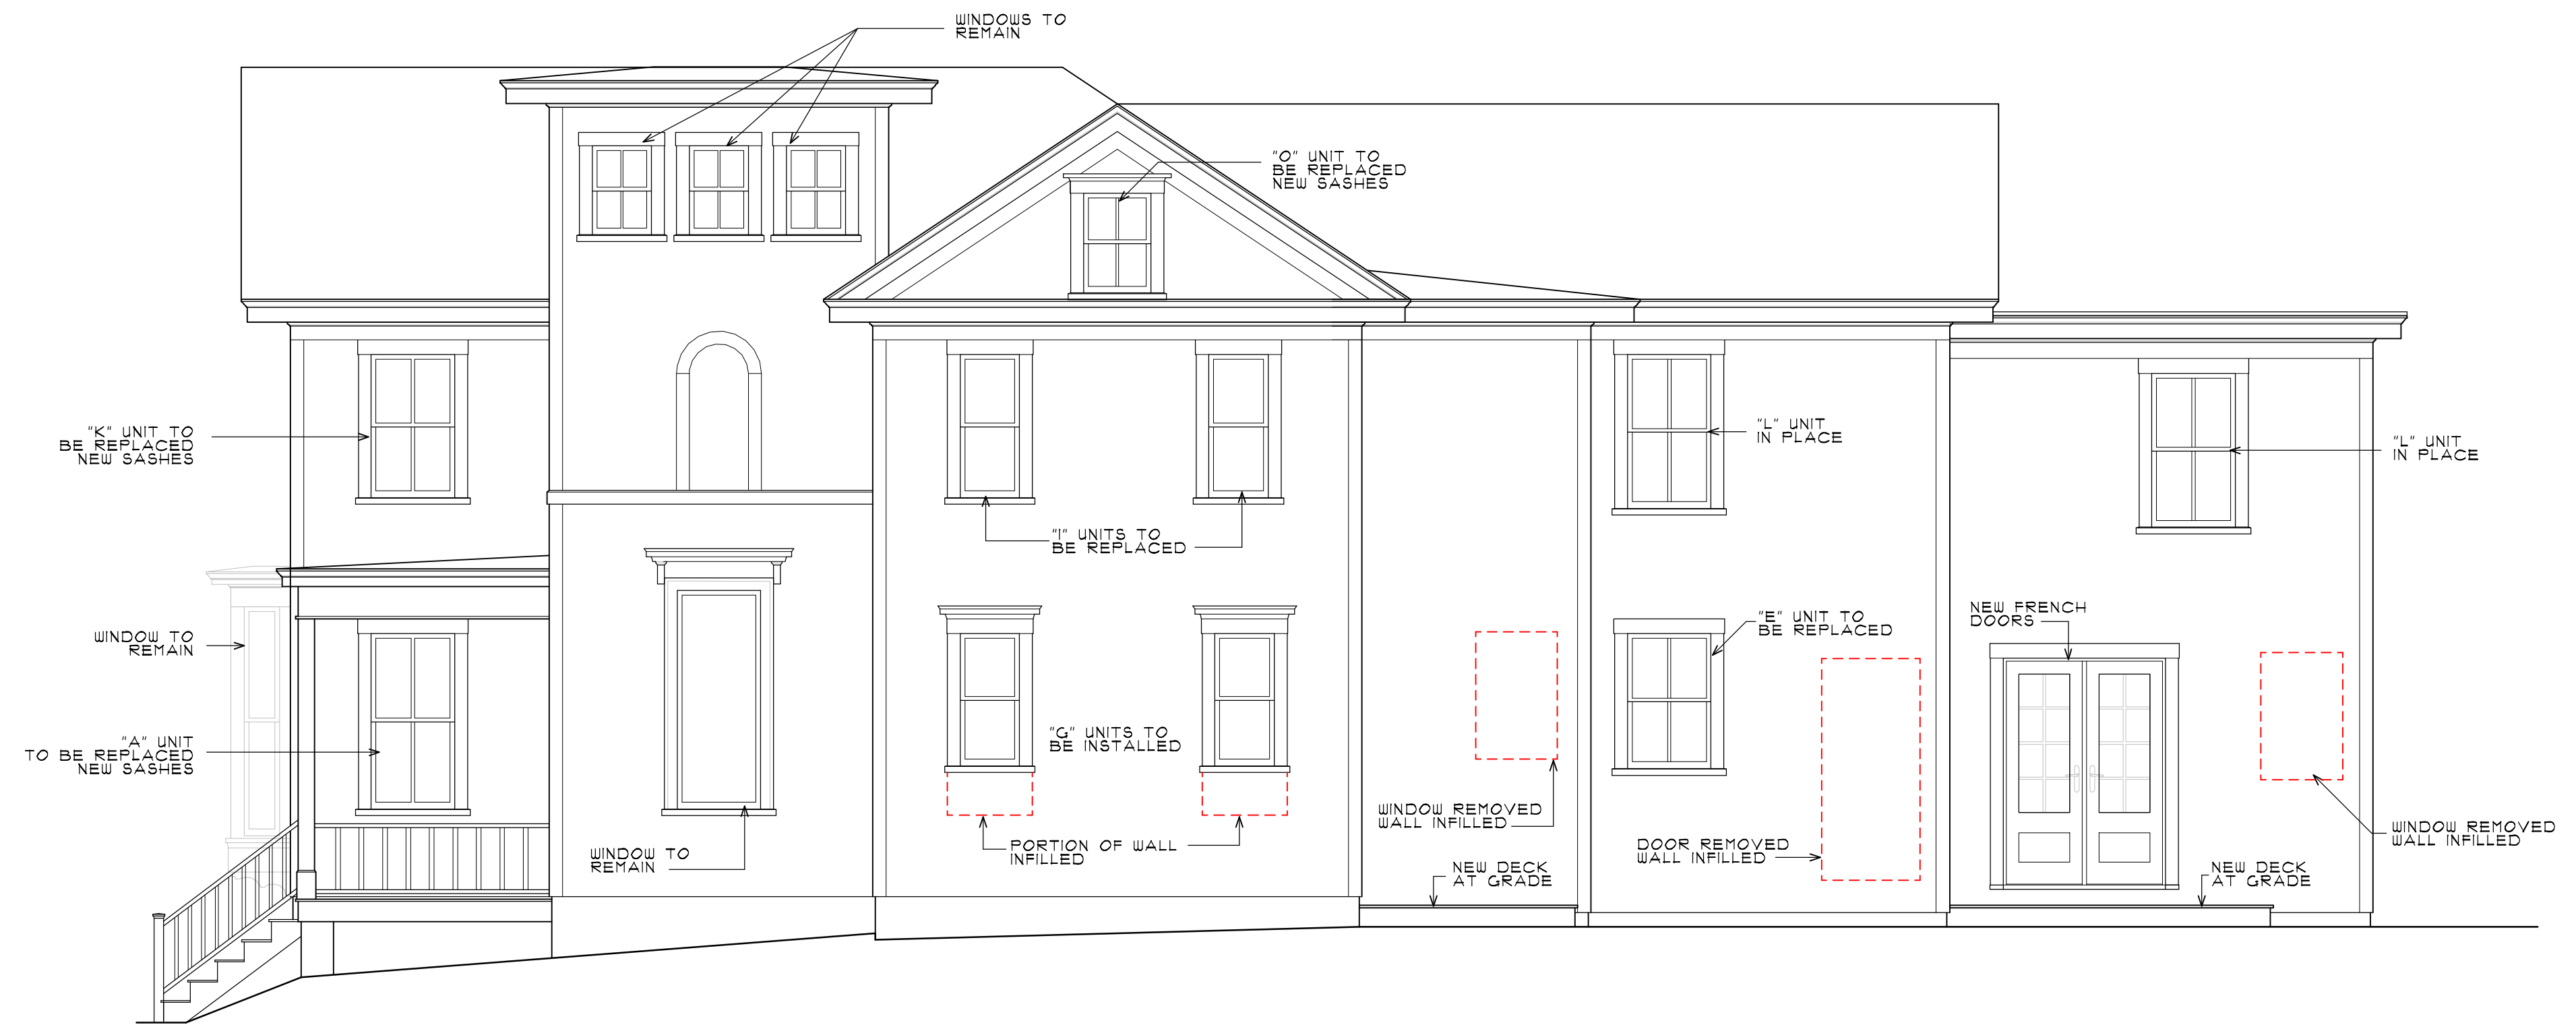 WINDOWS TO
REMAIN
"O" UNIT TO
BE REPLACED
NEW SASHES
"K" UNIT TO
BE REPLACED
NEW SASHES
"L" UNIT
IN PLACE
"L" UNIT
IN PLACE
"I" UNITS TO
BE REPLACED
NEW FRENCH
DOORS
"E" UNIT TO
BE REPLACED
WINDOW TO
REMAIN
"G" UNITS TO
BE INSTALLED
"A" UNIT
TO BE REPLACED
NEW SASHES
WINDOW REMOVED
WALL INFILLED
WINDOW REMOVED
WALL INFILLED
PORTION OF WALL
INFILLED
DOOR REMOVED
WALL INFILLED
WINDOW TO
REMAIN
NEW DECK
AT GRADE
NEW DECK
AT GRADE